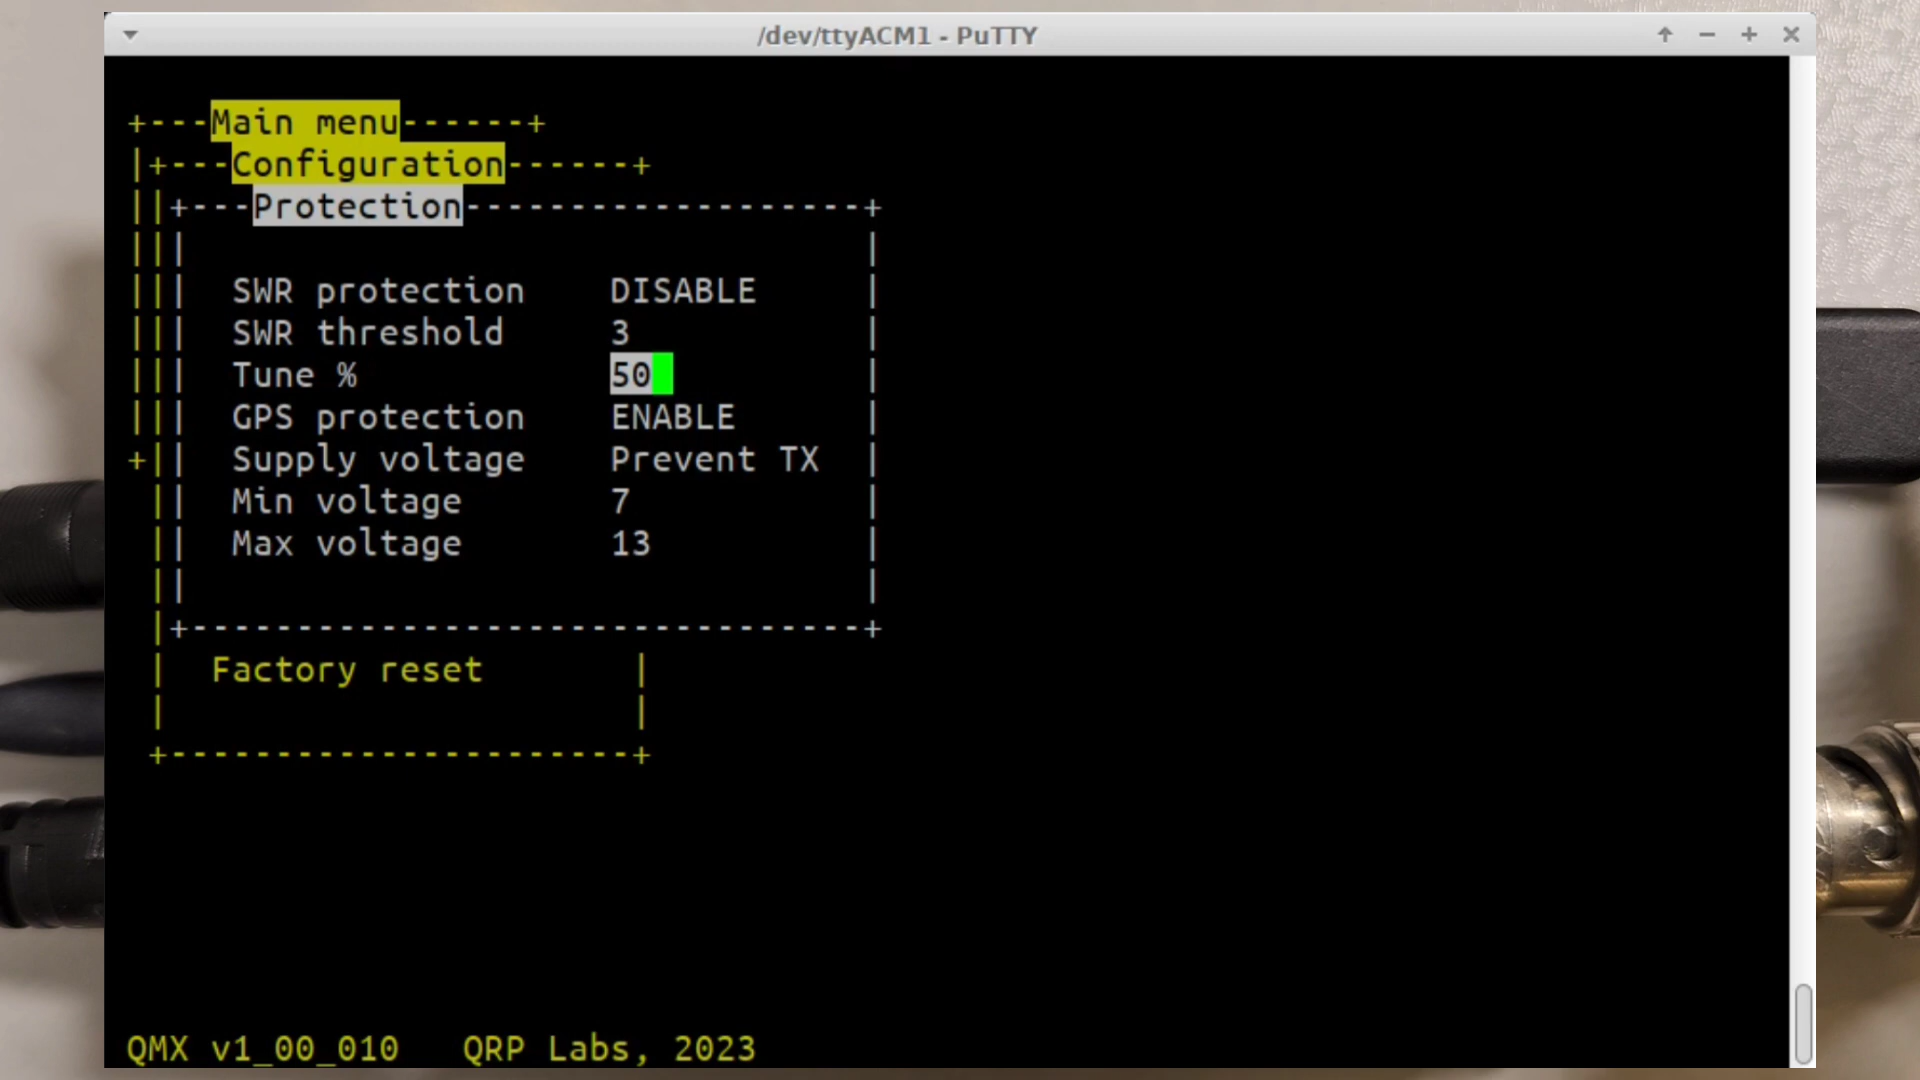 /dev/ttyACM1 - PuTTY
Main menu
Configuration
Protection
SWR protection DISABLE
SWR threshold 3
Tune % 50
GPS protection ENABLE
Supply voltage Prevent TX
Min voltage 7
Max voltage 13
Factory reset
QMX v1_00_010 QRP Labs, 2023